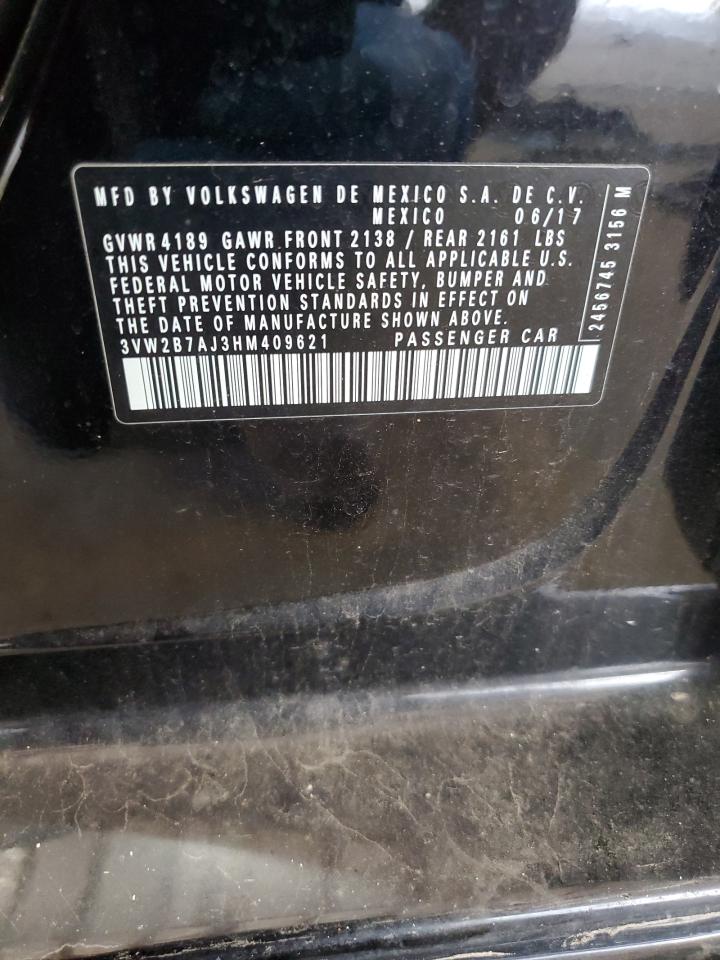 MFD BY VOLKSWAGEN DE MEXICO S.A. DE C.V.
MEXICO 06/17
GVWR 4189 GAWR FRONT 2138 / REAR 2161 LBS
THIS VEHICLE CONFORMS TO ALL APPLICABLE U.S.
FEDERAL MOTOR VEHICLE SAFETY, BUMPER AND
THEFT PREVENTION STANDARDS IN EFFECT ON
THE DATE OF MANUFACTURE SHOWN ABOVE.
3VW2B7AJ3HM409621 PASSENGER CAR
2456745 3156 M